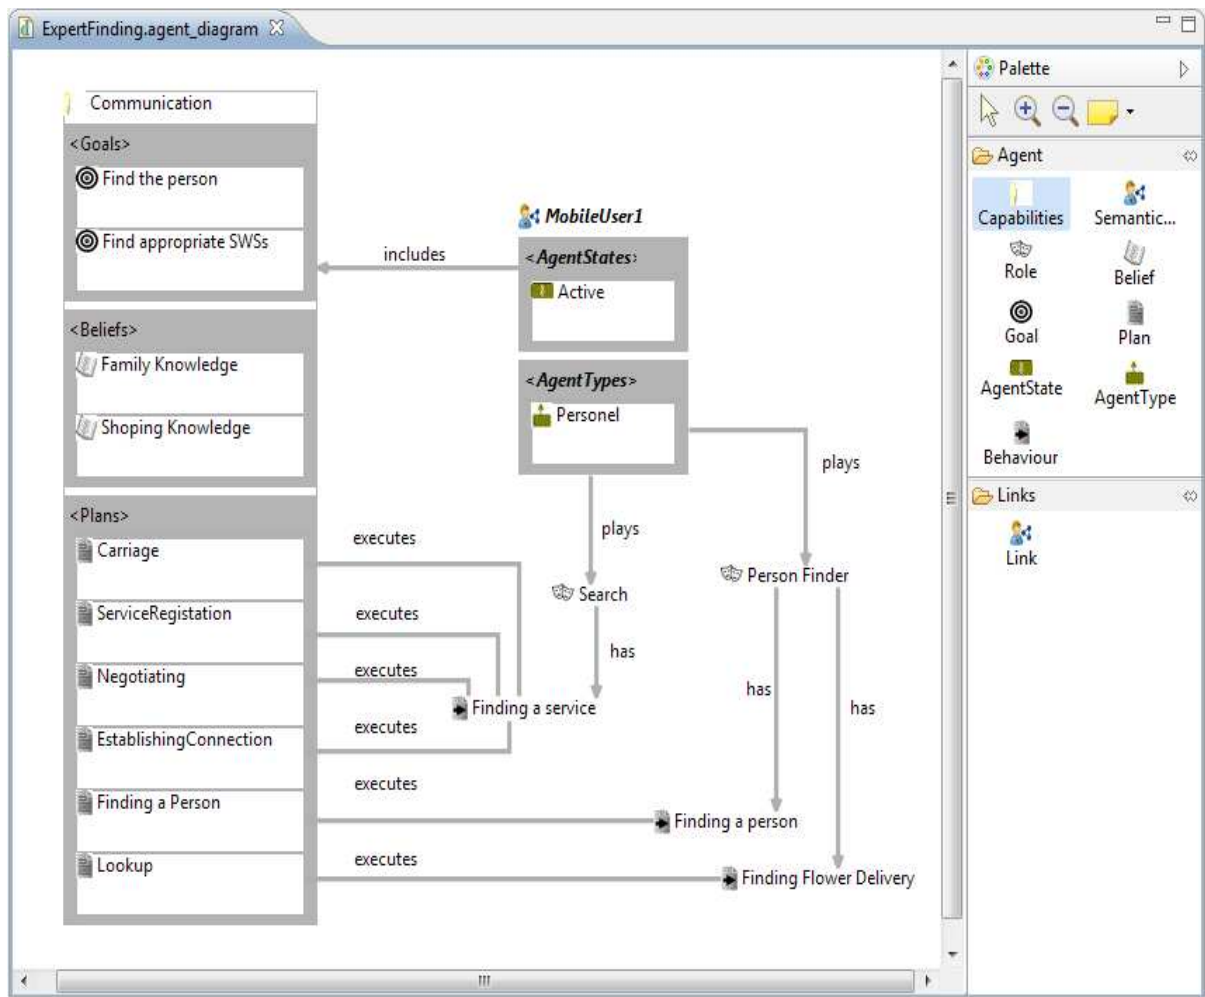 ExpertFinding.agent_diagram
Communication
<Goals>
Find the person
Find appropriate SWSs
<Beliefs>
Family Knowledge
Shoping Knowledge
<Plans>
Carriage
ServiceRegistation
Negotiating
EstablishingConnection
Finding a Person
Lookup
includes
MobileUser1
<AgentStates>
Active
<AgentTypes>
Personel
plays
plays
Search
Person Finder
has
has
has
executes
executes
executes
executes
executes
executes
Finding a service
Finding a person
Finding Flower Delivery
Palette
Agent
Capabilities
Semantic...
Role
Belief
Goal
Plan
AgentState
AgentType
Behaviour
Links
Link